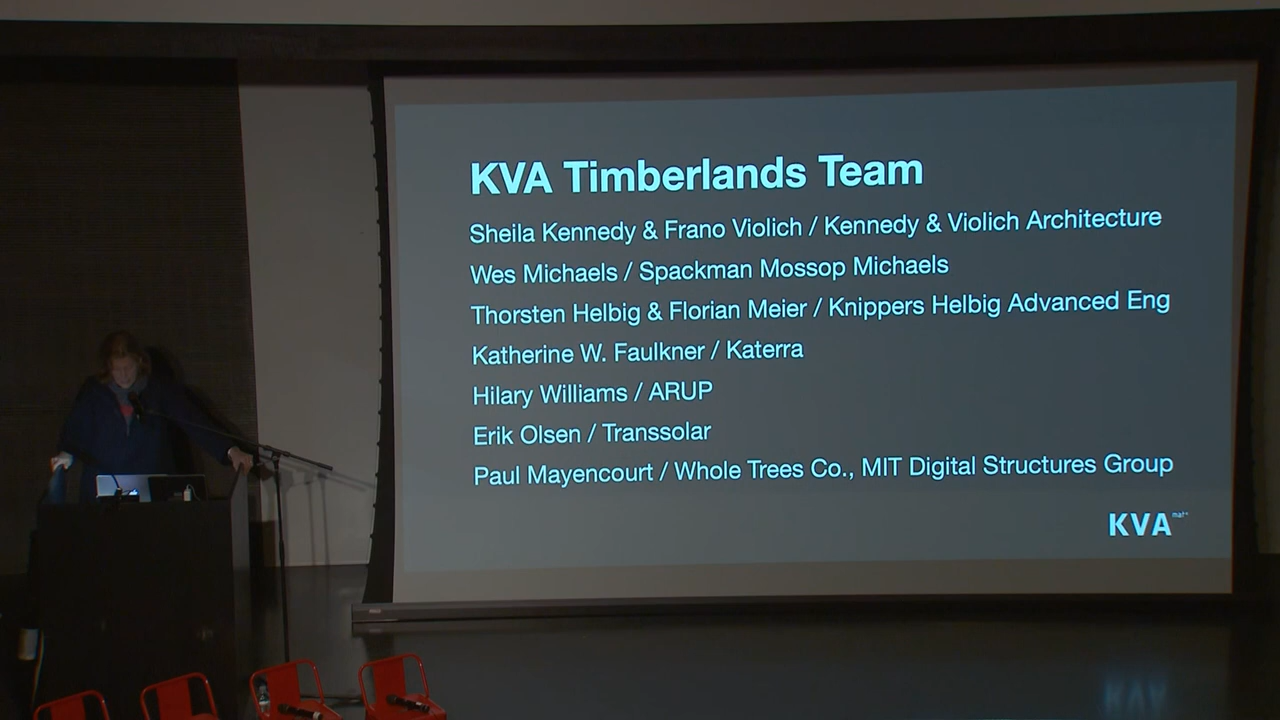 KVA Timberlands Team
Sheila Kennedy & Frano Violich / Kennedy & Violich Architecture
Wes Michaels / Spackman Mossop Michaels
Thorsten Helbig & Florian Meier / Knippers Helbig Advanced Eng
Katherine W. Faulkner / Katerra
Hilary Williams / ARUP
Erik Olsen / Transsolar
Paul Mayencourt / Whole Trees Co., MIT Digital Structures Group
KVA